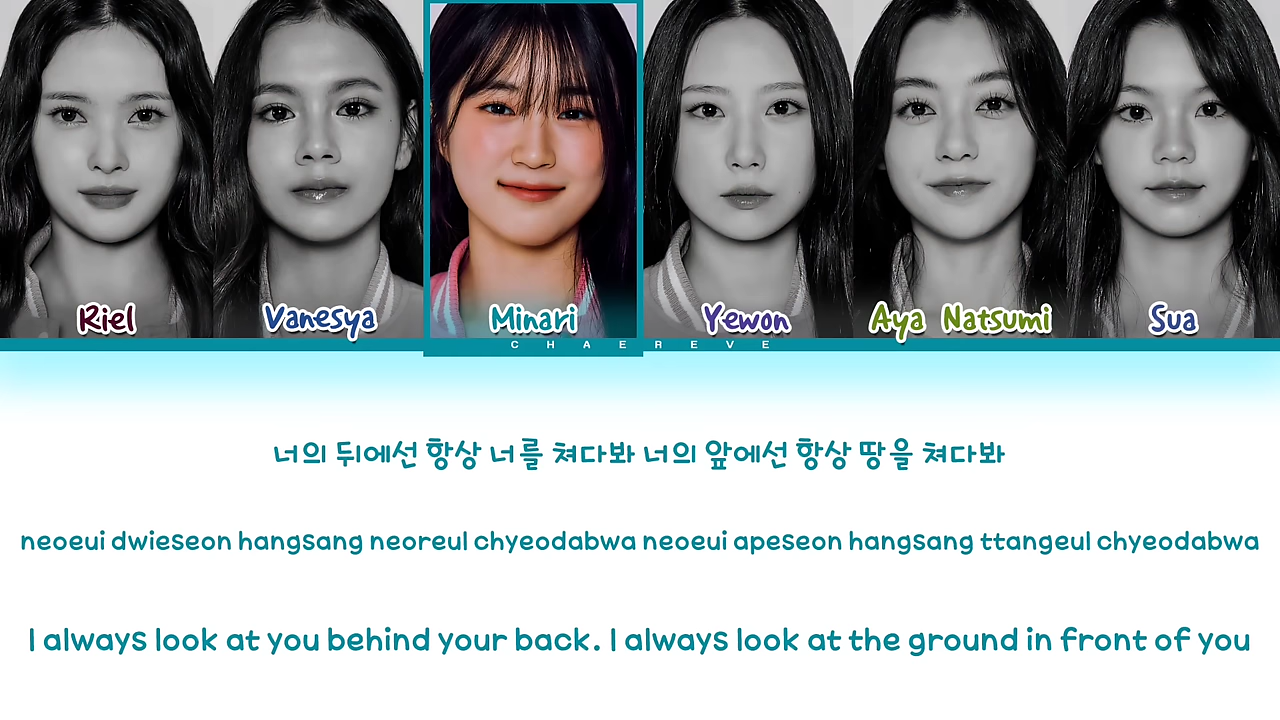 Riel Vanesya Minari Yewon Aya Natsumi Sua
CHAEREVE
너의 뒤에선 항상 너를 쳐다봐 너의 앞에선 항상 땅을 쳐다봐
neoeui dwieseon hangsang neoreul chyeodabwa neoeui apeseon hangsang ttangeul chyeodabwa
I always look at you behind your back. I always look at the ground in front of you